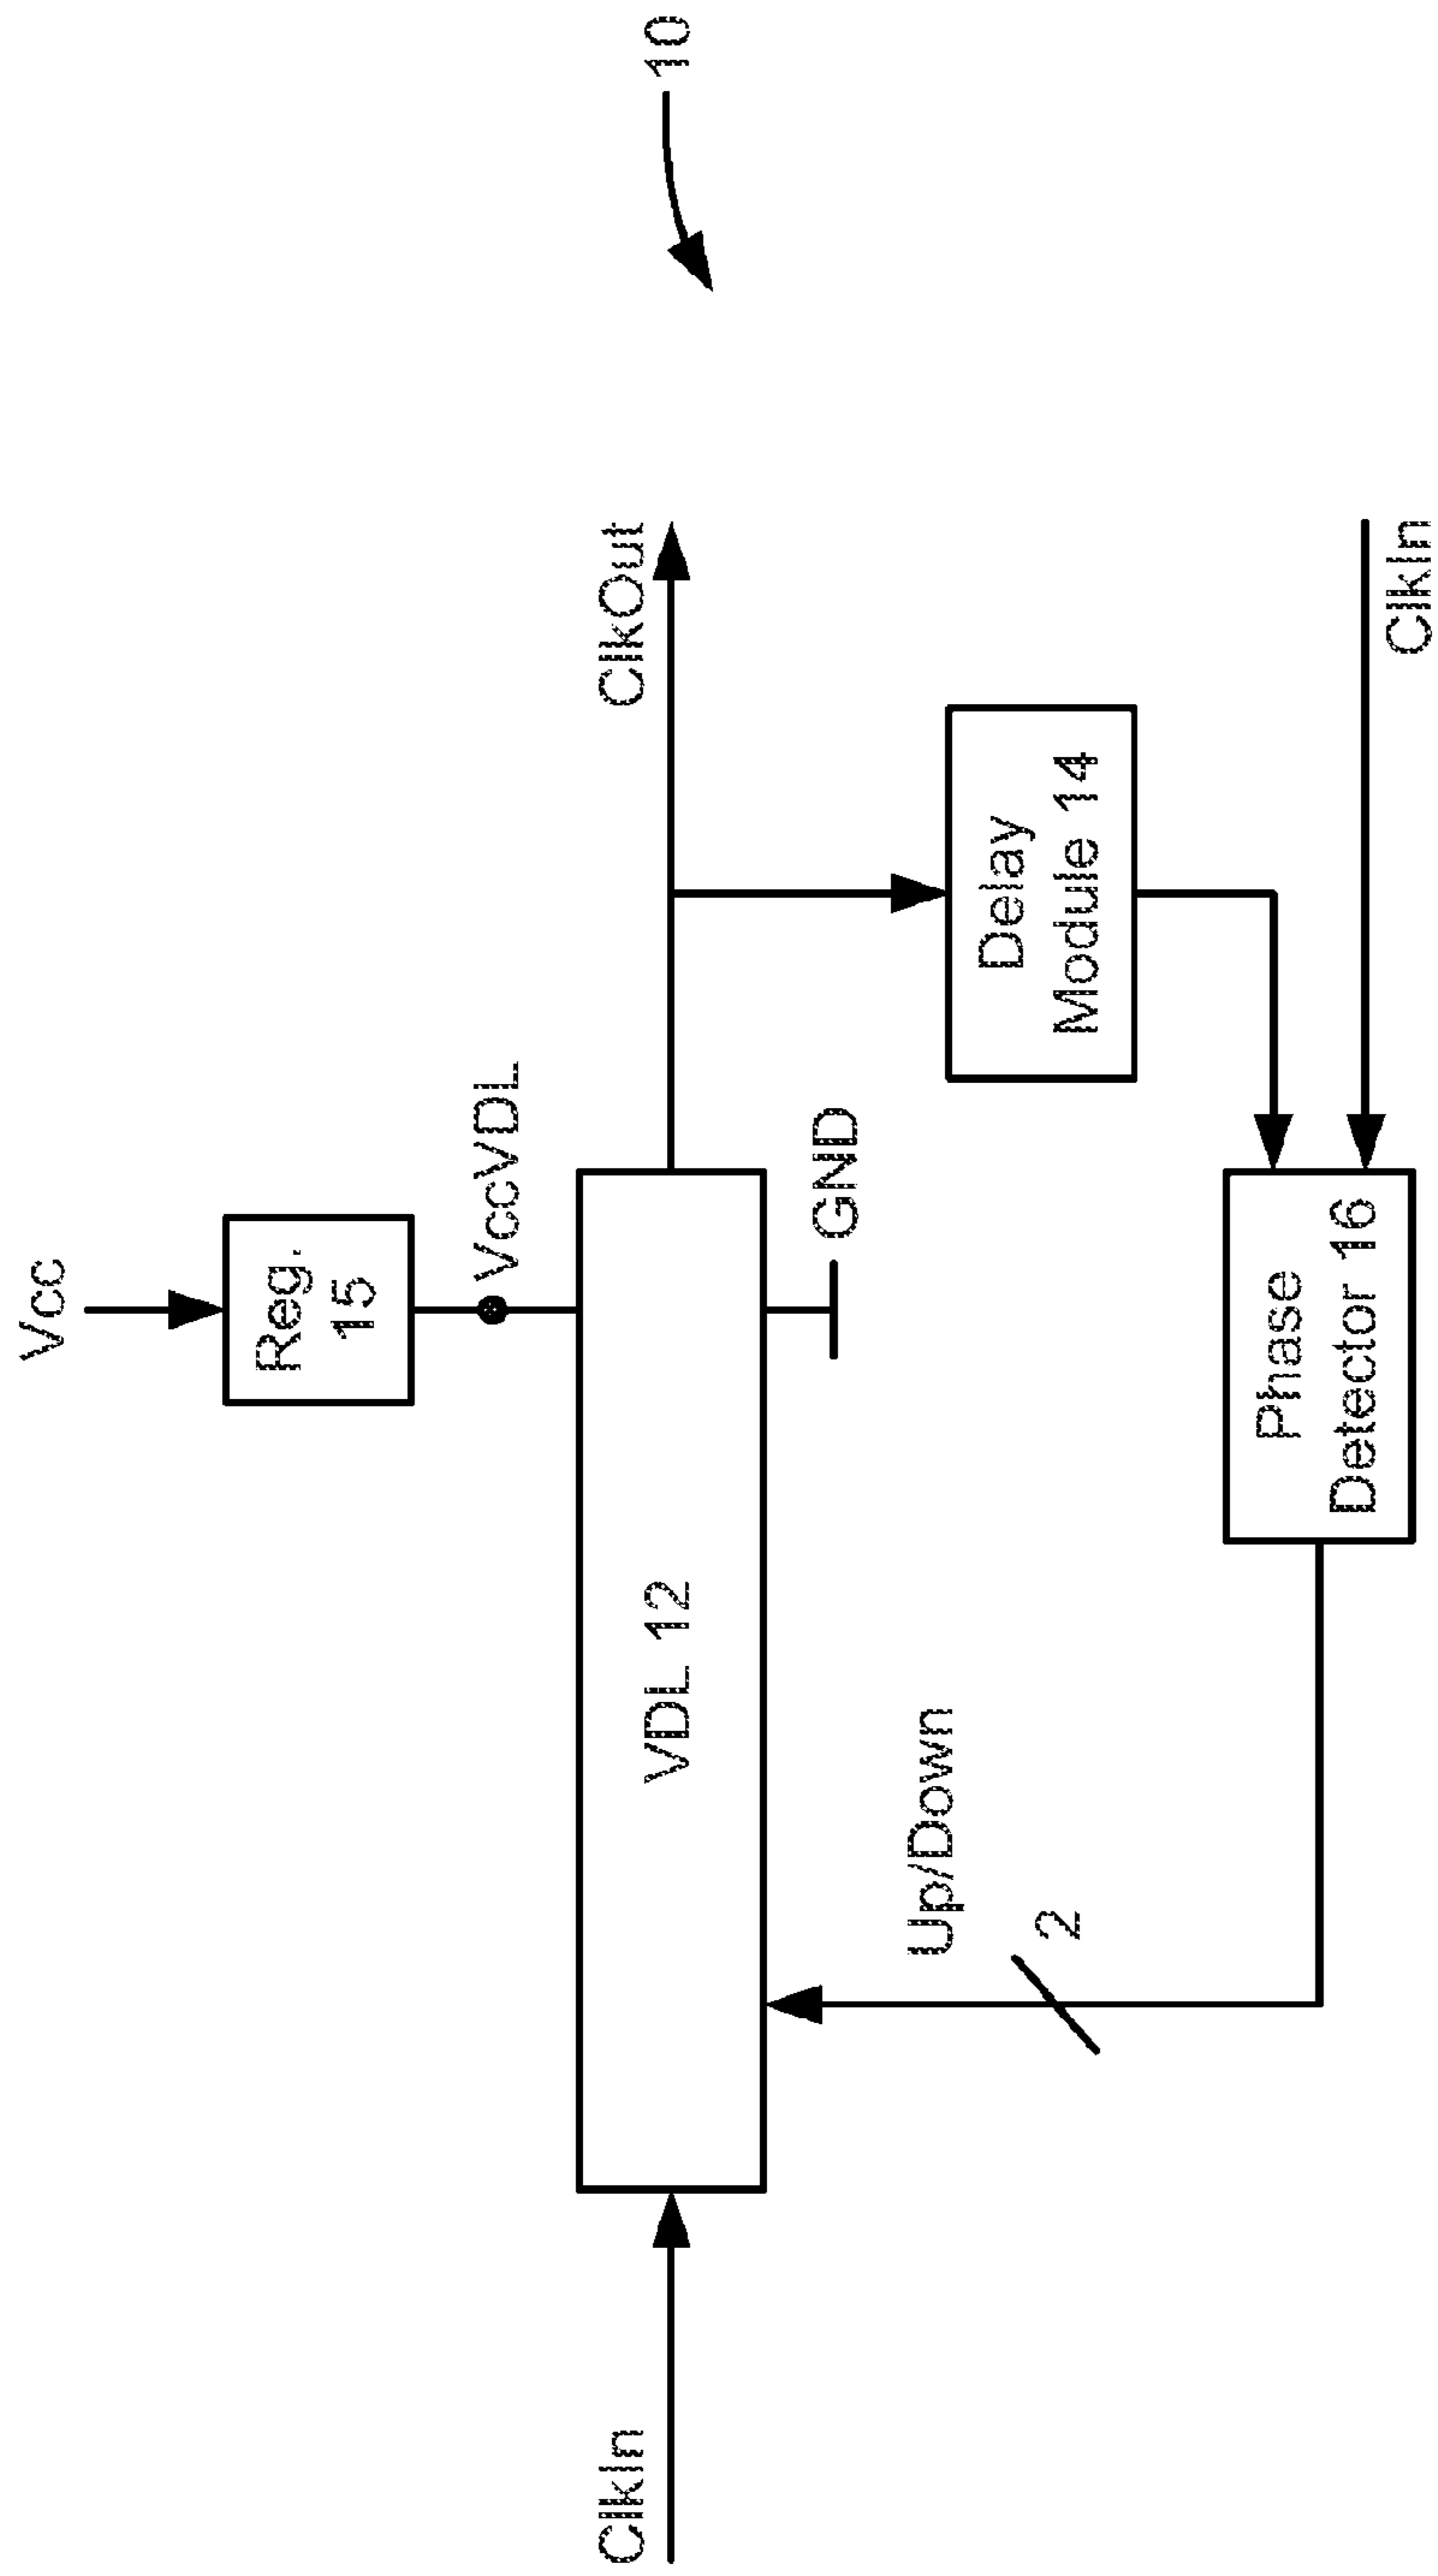 Vcc
Reg.
15
VccVDL
10
ClkIn
VDL 12
ClkOut
GND
Up/Down
2
Delay
Module 14
Phase
Detector 16
ClkIn